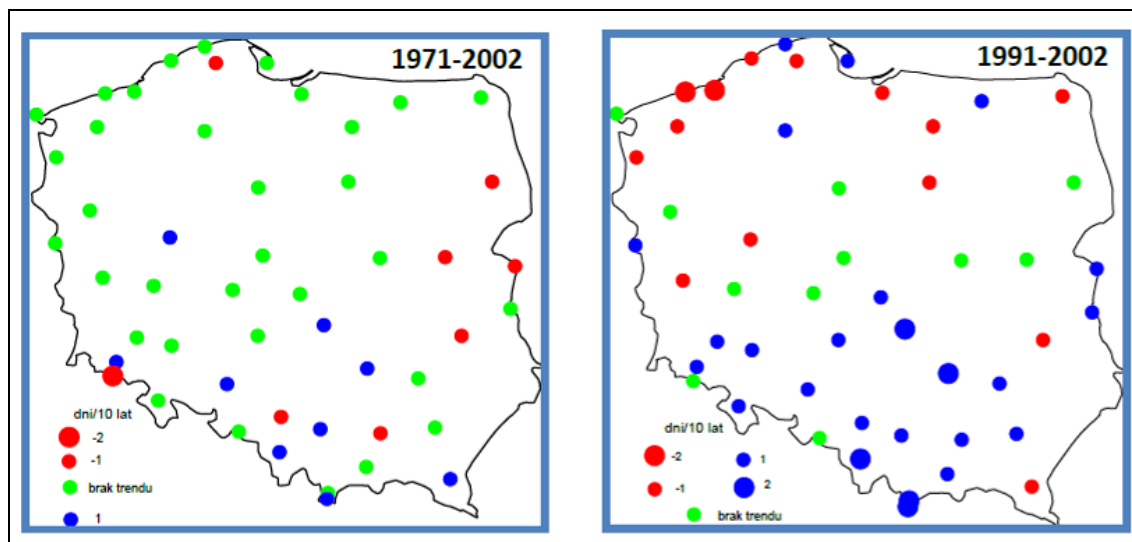 1971-2002
dni/10 lat
-2
-1
brak trendu
1
1991-2002
dni/10 lat
-2
1
-1
2
brak trendu